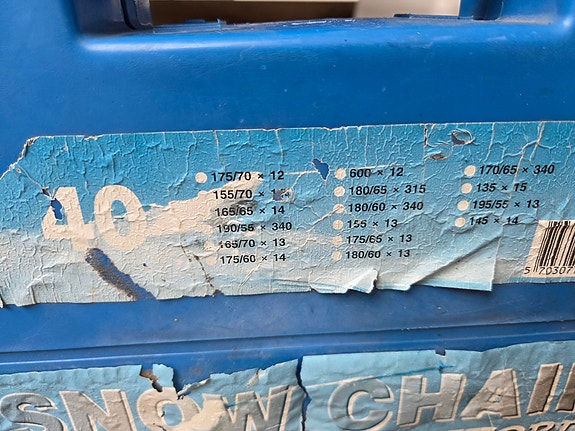 40
175/70 × 12
155/70 ×
165/65 × 14
190/55 × 340
165/70 × 13
175/60 × 14
600 × 12
180/65 × 315
180/60 × 340
155 × 13
175/65 × 13
180/60 × 13
170/65 × 340
135 × 15
195/55 × 13
145 × 14
SNOW CHAI